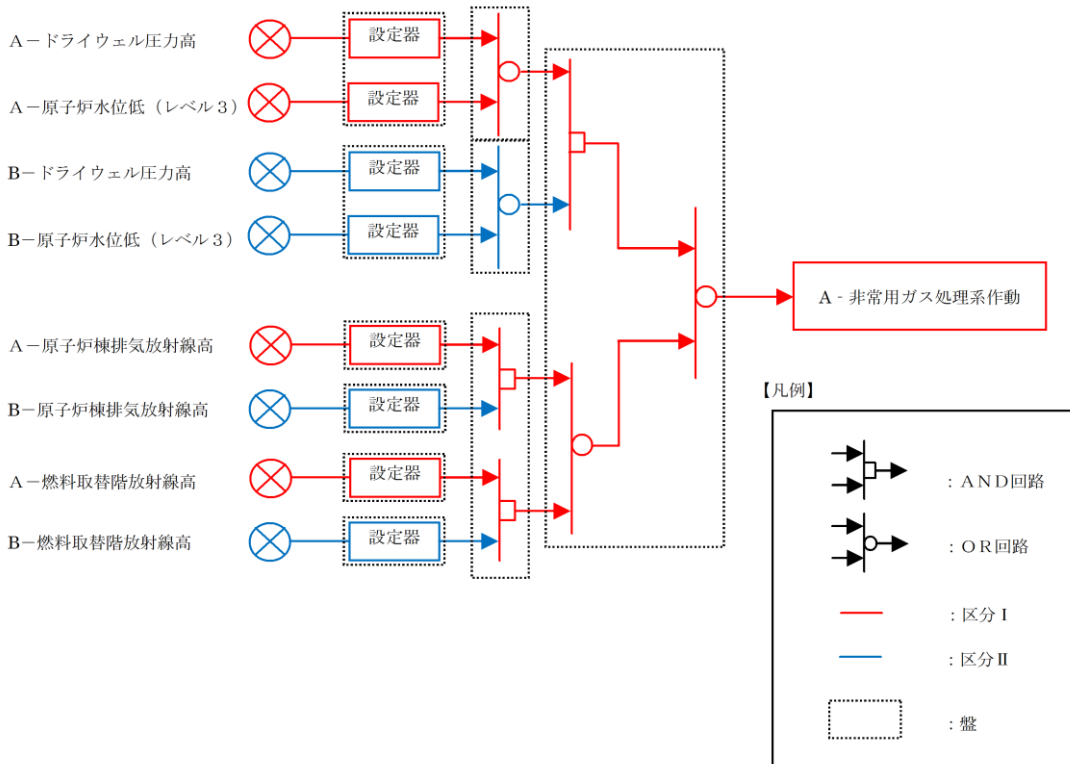 A－ドライウェル圧力高
設定器
A－原子炉水位低（レベル３）
設定器
B－ドライウェル圧力高
設定器
B－原子炉水位低（レベル３）
設定器
A‐非常用ガス処理系作動
A－原子炉棟排気放射線高
設定器
B－原子炉棟排気放射線高
設定器
A－燃料取替階放射線高
設定器
B－燃料取替階放射線高
設定器
【凡例】
：ＡＮＤ回路
：ＯＲ回路
：区分Ⅰ
：区分Ⅱ
：盤